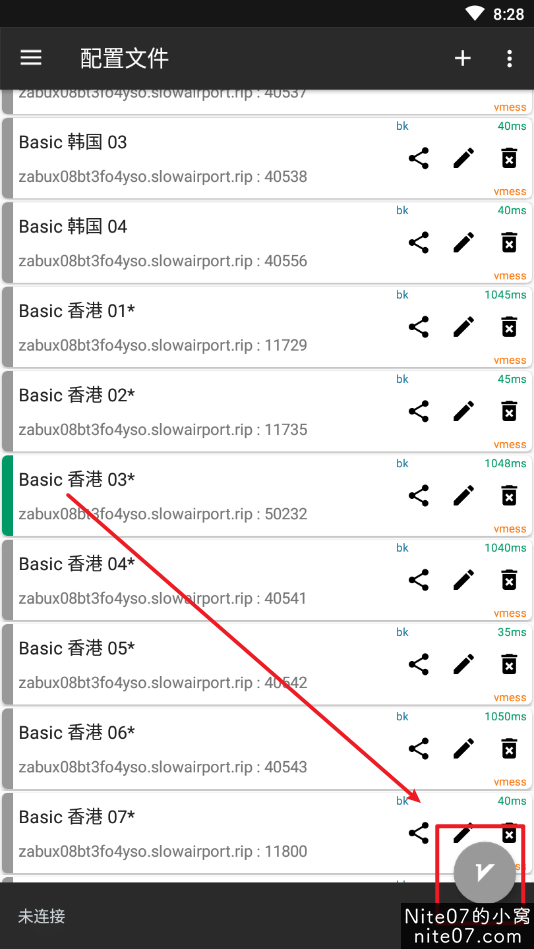 8:28
配置文件
zabux08bt3fo4yso.slowairport.rip : 40537
vmess
Basic 韩国 03
bk
40ms
zabux08bt3fo4yso.slowairport.rip : 40538
vmess
Basic 韩国 04
bk
40ms
zabux08bt3fo4yso.slowairport.rip : 40556
vmess
Basic 香港 01*
bk
1045ms
zabux08bt3fo4yso.slowairport.rip : 11729
vmess
Basic 香港 02*
bk
45ms
zabux08bt3fo4yso.slowairport.rip : 11735
vmess
Basic 香港 03*
bk
1048ms
zabux08bt3fo4yso.slowairport.rip : 50232
vmess
Basic 香港 04*
bk
1040ms
zabux08bt3fo4yso.slowairport.rip : 40541
vmess
Basic 香港 05*
bk
35ms
zabux08bt3fo4yso.slowairport.rip : 40542
vmess
Basic 香港 06*
bk
1050ms
zabux08bt3fo4yso.slowairport.rip : 40543
vmess
Basic 香港 07*
bk
40ms
zabux08bt3fo4yso.slowairport.rip : 11800
未连接
Nite07的小窝
nite07.com